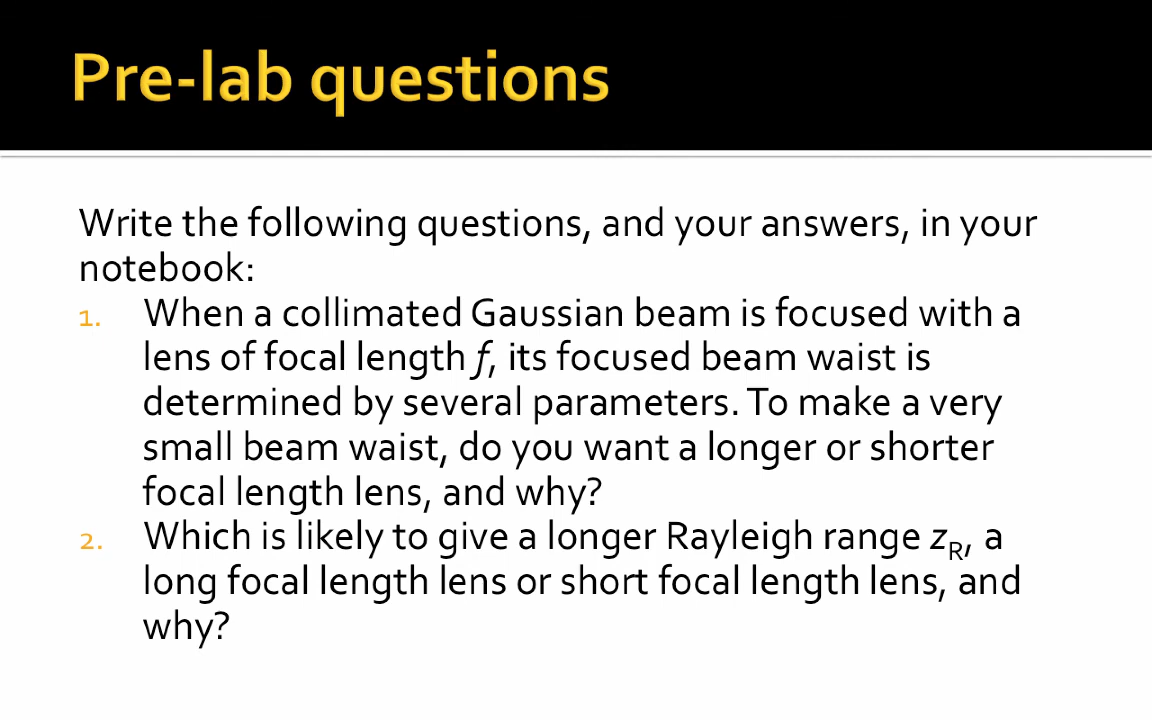 Pre-lab questions
Write the following questions, and your answers, in your
notebook:
1. When a collimated Gaussian beam is focused with a
lens of focal length f, its focused beam waist is
determined by several parameters. To make a very
small beam waist, do you want a longer or shorter
focal length lens, and why?
2. Which is likely to give a longer Rayleigh range zR, a
long focal length lens or short focal length lens, and
why?